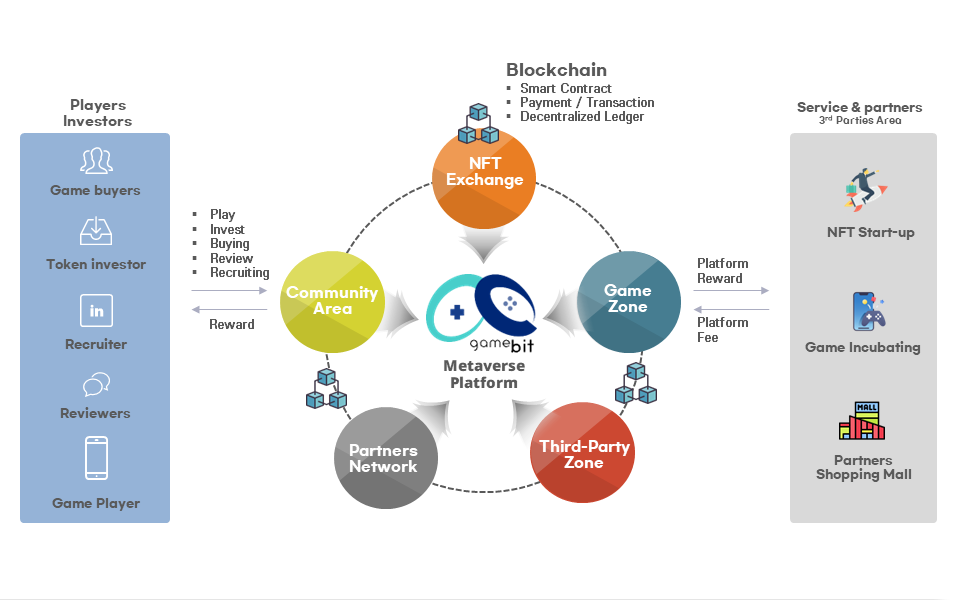 Players
Investors
Game buyers
Token investor
in
Recruiter
Reviewers
Game Player
Play
Invest
Buying
Review
Recruiting
Reward
Blockchain
Smart Contract
Payment / Transaction
Decentralized Ledger
NFT
Exchange
Community
Area
Game
Zone
gamebit
Metaverse
Platform
Partners
Network
Third-Party
Zone
Platform
Reward
Platform
Fee
Service & partners
3rd Parties Area
NFT Start-up
Game Incubating
MALL
Partners
Shopping Mall